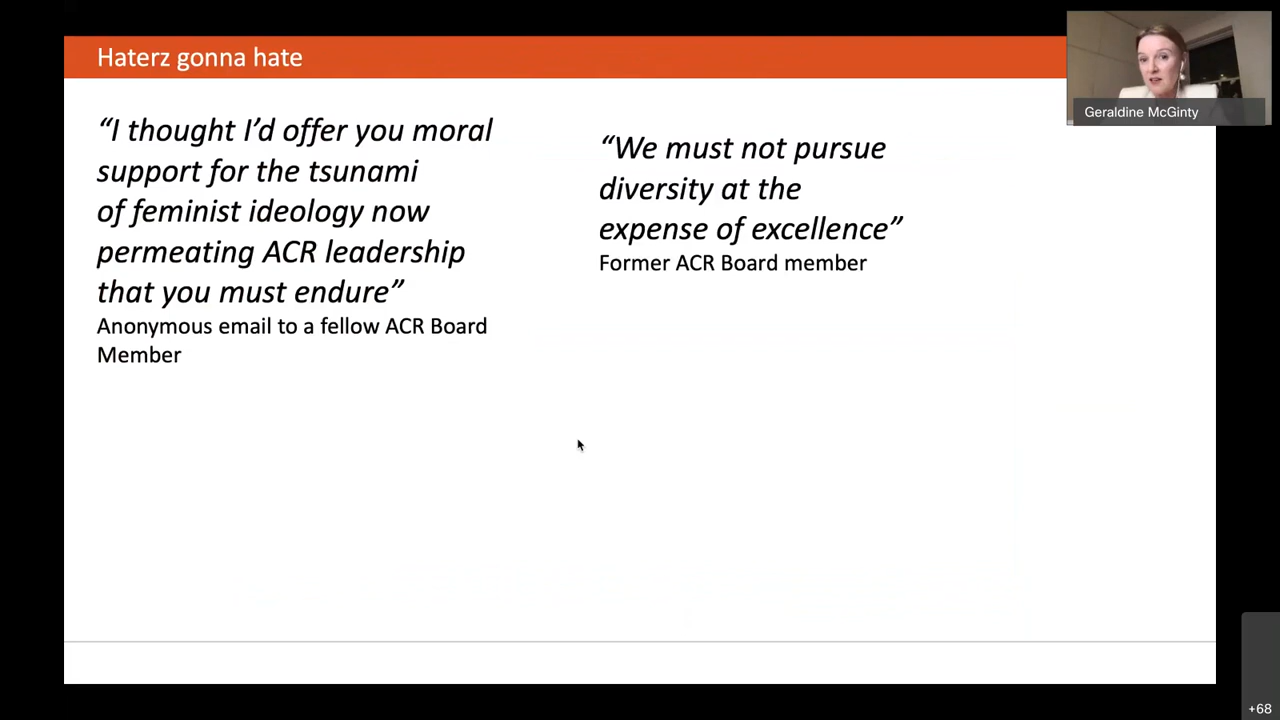 Haterz gonna hate
“I thought I’d offer you moral
support for the tsunami
of feminist ideology now
permeating ACR leadership
that you must endure”
Anonymous email to a fellow ACR Board
Member
“We must not pursue
diversity at the
expense of excellence”
Former ACR Board member
Geraldine McGinty
+68